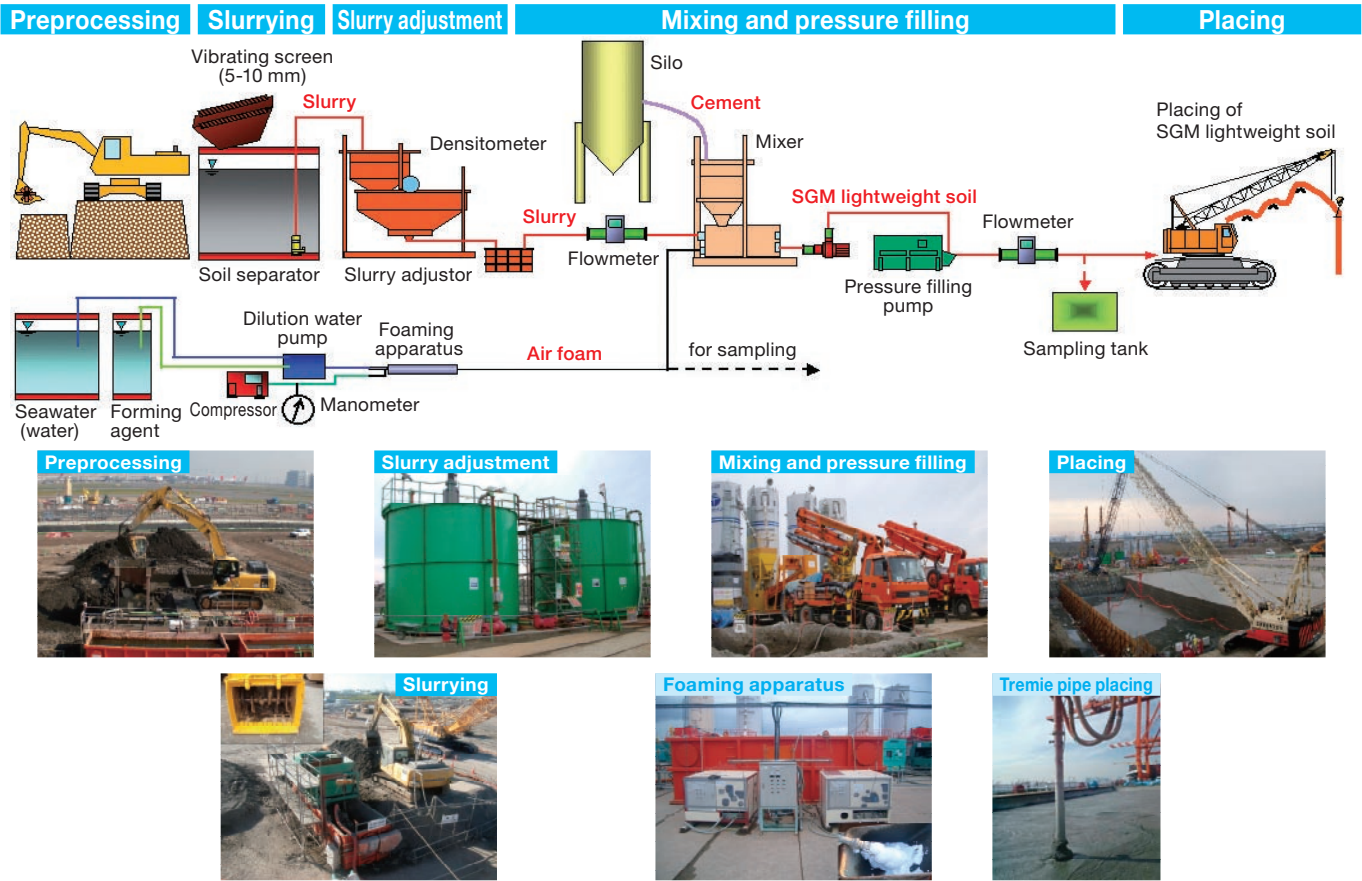 Preprocessing
Slurrying
Slurry adjustment
Mixing and pressure filling
Placing
Vibrating screen
(5-10 mm)
Slurry
Densitometer
Silo
Cement
Mixer
Placing of
SGM lightweight soil
SGM lightweight soil
Slurry
Flowmeter
Flowmeter
Soil separator
Slurry adjustor
Pressure filling
pump
Sampling tank
Dilution water
pump
Foaming
apparatus
Air foam
for sampling
Seawater
(water)
Forming
agent
Compressor
Manometer
Preprocessing
Slurry adjustment
Mixing and pressure filling
Placing
Slurrying
Foaming apparatus
Tremie pipe placing